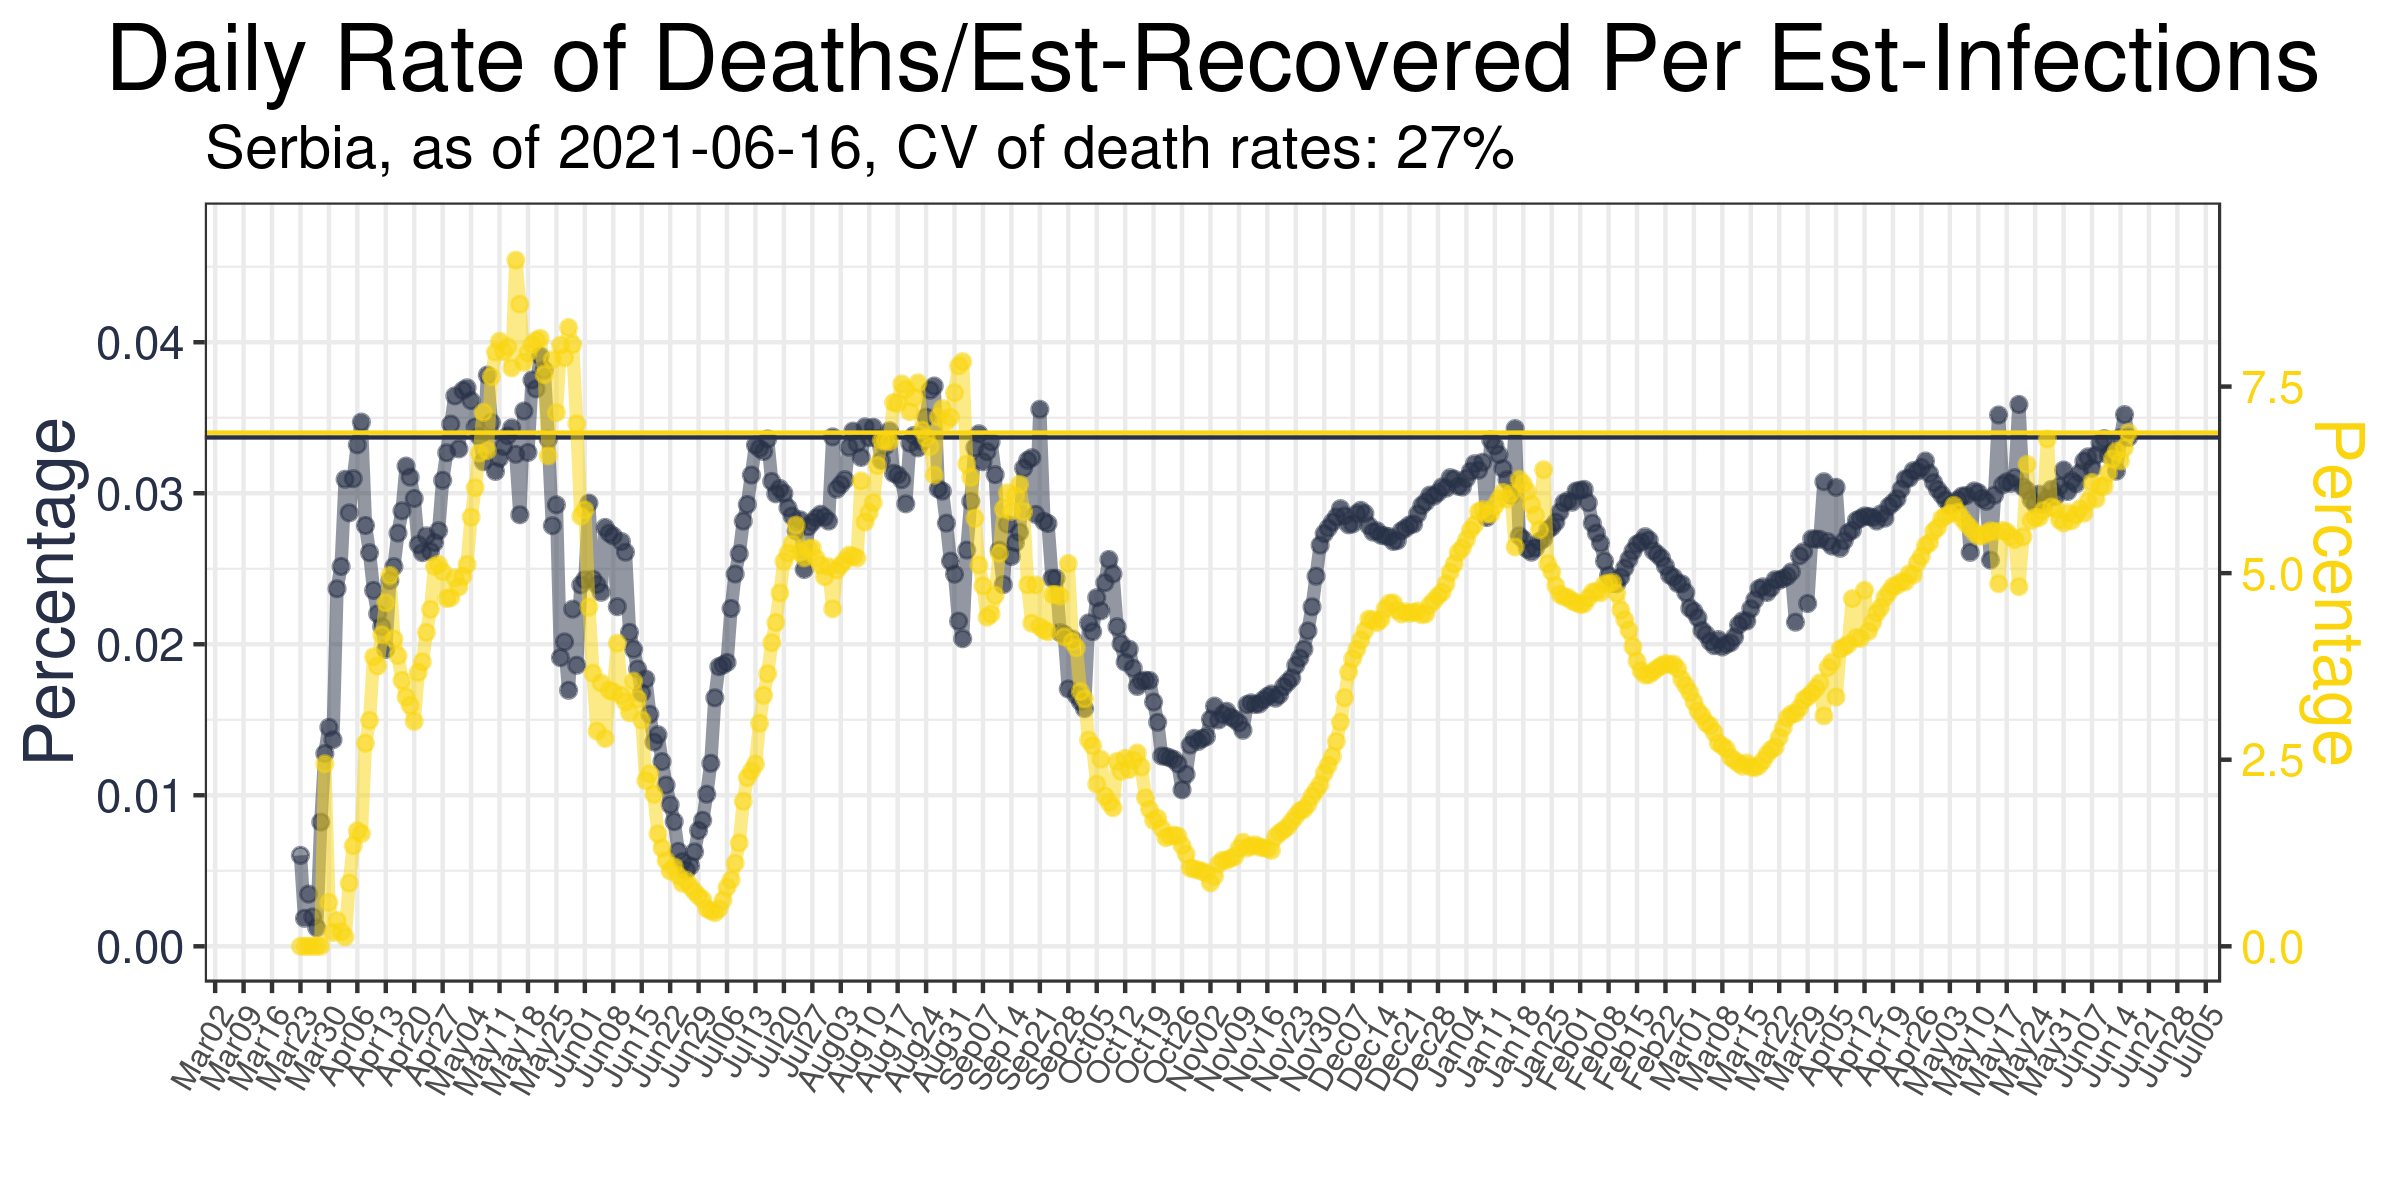 Daily Rate of Deaths/Est-Recovered Per Est-Infections
Serbia, as of 2021-06-16, CV of death rates: 27%
Percentage
0.04
0.03
0.02
0.01
0.00
7.5
5.0
2.5
0.0
Percentage
Mar02
Mar09
Mar16
Mar23
Mar30
Apr06
Apr13
Apr20
Apr27
May04
May11
May18
May25
Jun01
Jun08
Jun15
Jun22
Jun29
Jul06
Jul13
Jul20
Jul27
Aug03
Aug10
Aug17
Aug24
Aug31
Sep07
Sep14
Sep21
Sep28
Oct05
Oct12
Oct19
Oct26
Nov02
Nov09
Nov16
Nov23
Nov30
Dec07
Dec14
Dec21
Dec28
Jan04
Jan11
Jan18
Jan25
Feb01
Feb08
Feb15
Feb22
Mar01
Mar08
Mar15
Mar22
Mar29
Apr05
Apr12
Apr19
Apr26
May03
May10
May17
May24
May31
Jun07
Jun14
Jun21
Jun28
Jul05